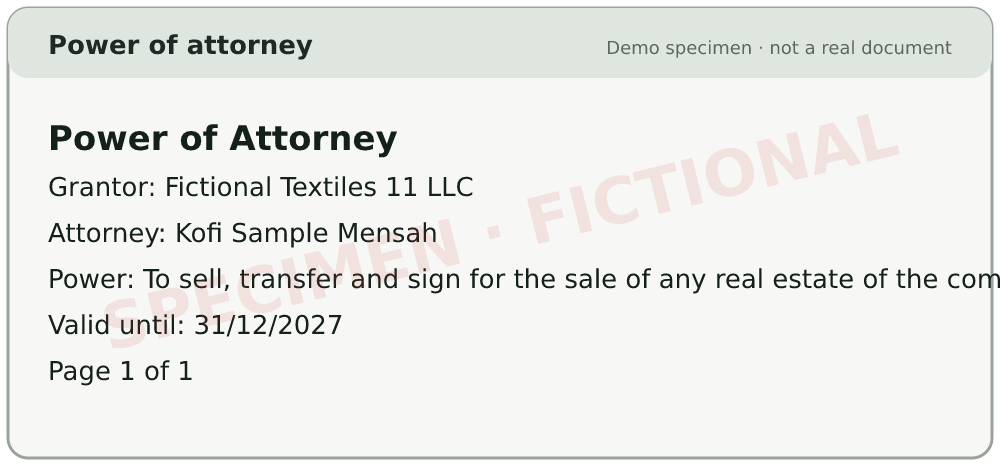 Power of attorney
Demo specimen · not a real document
Power of Attorney
Grantor: Fictional Textiles 11 LLC
Attorney: Kofi Sample Mensah
Power: To sell, transfer and sign for the sale of any real estate of the
Valid until: 31/12/2027
Page 1 of 1
SPECIMEN · FICTIONAL